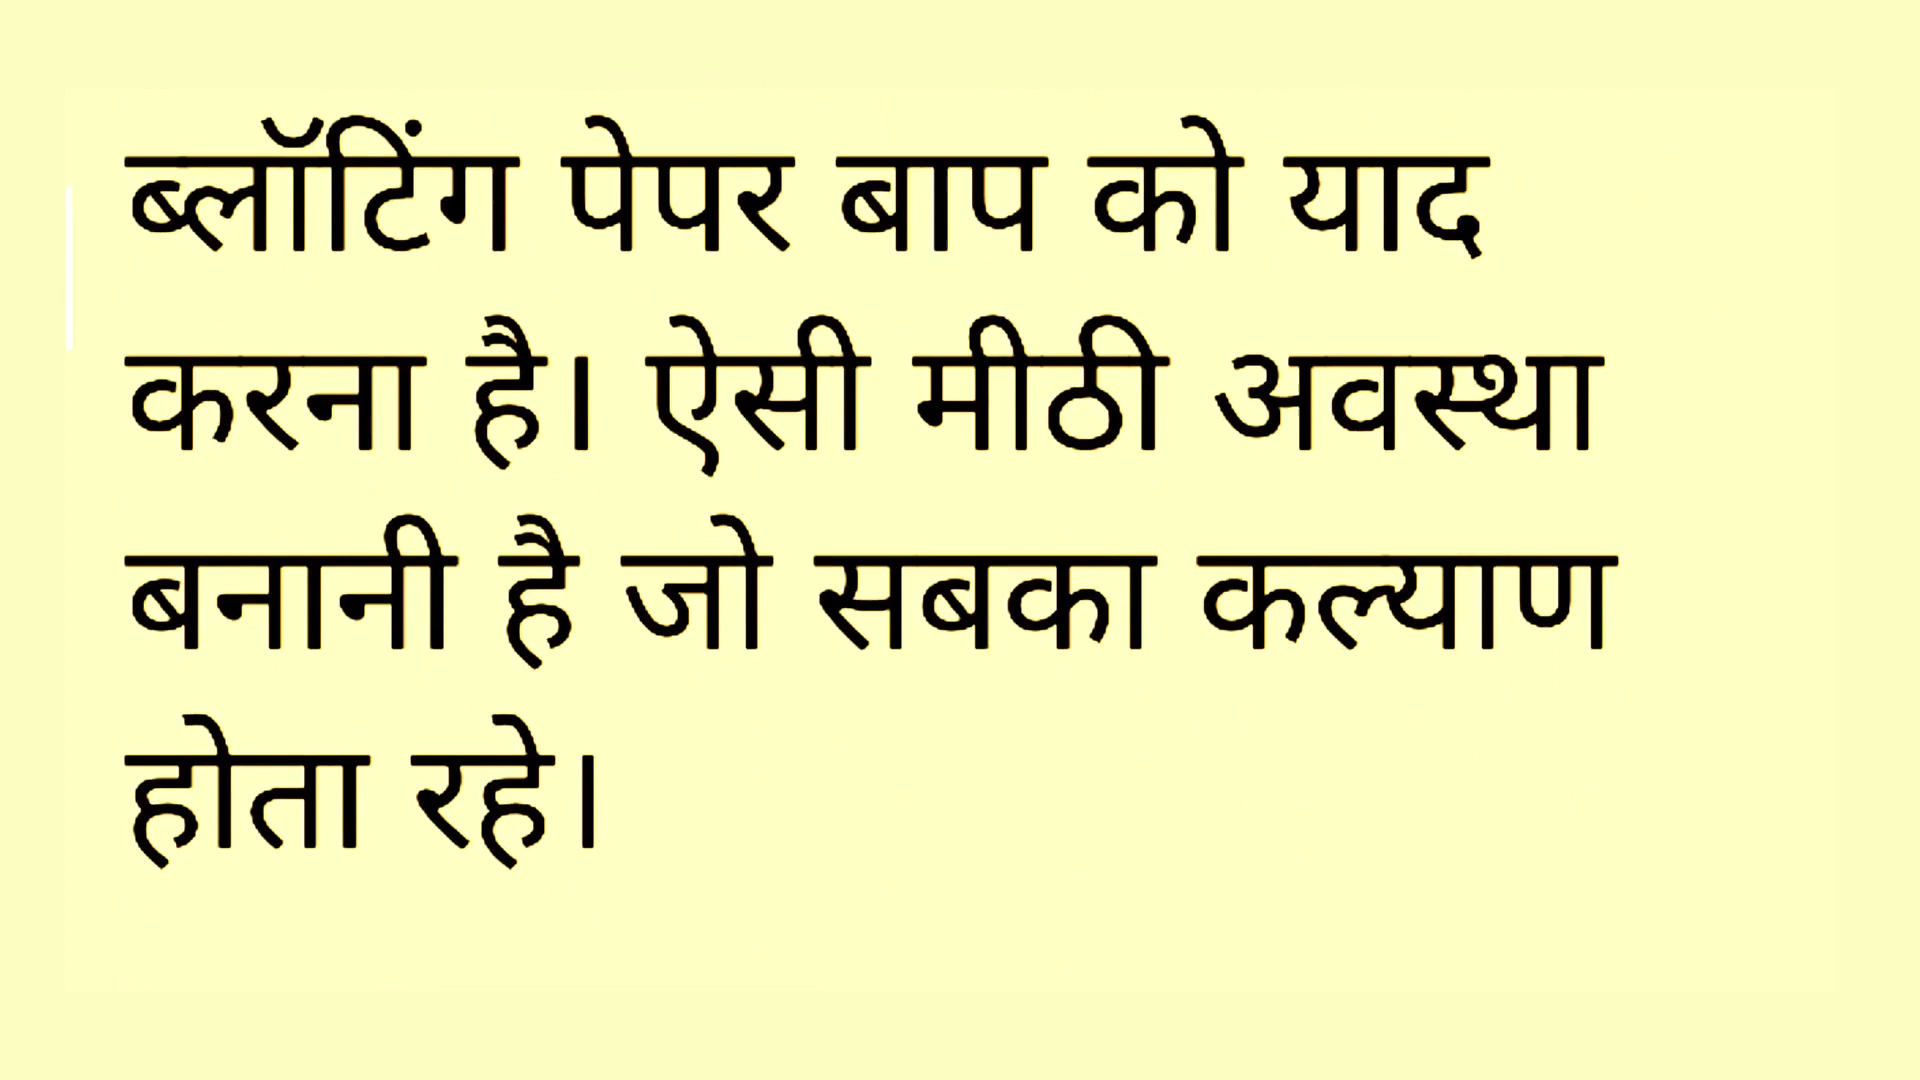 ब्लॉटिंग पेपर बाप को याद
करना है। ऐसी मीठी अवस्था
बनानी है जो सबका कल्याण
होता रहे।